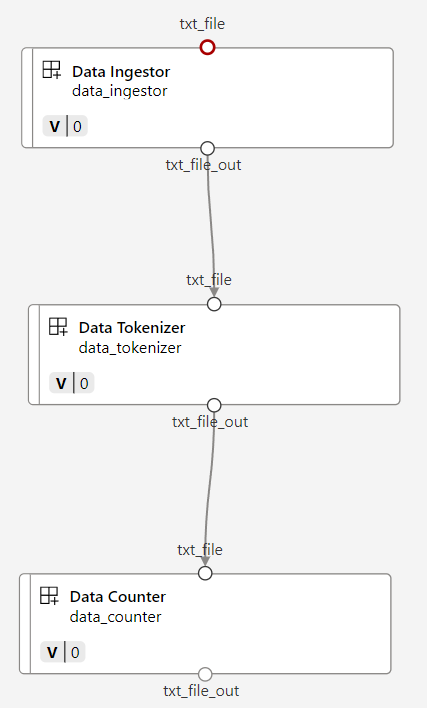 txt_file
Data Ingestor
data_ingestor
V 0
txt_file_out
txt_file
Data Tokenizer
data_tokenizer
V 0
txt_file_out
txt_file
Data Counter
data_counter
V 0
txt_file_out